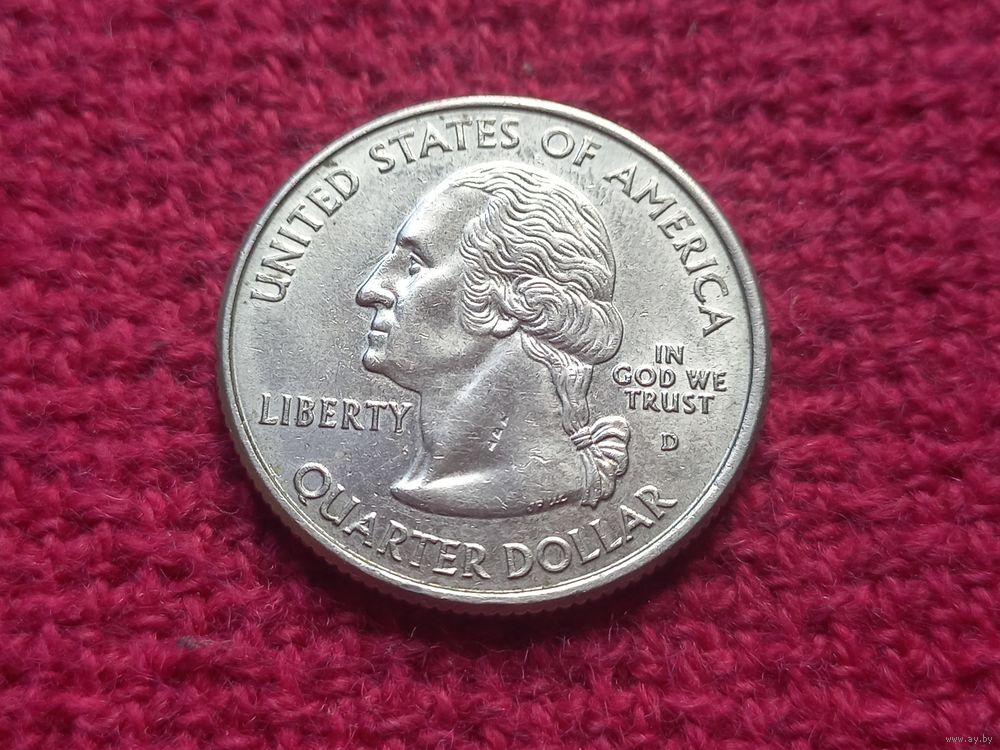 UNITED STATES OF AMERICA
LIBERTY
IN
GOD WE
TRUST
D
QUARTER DOLLAR
www.ay.by